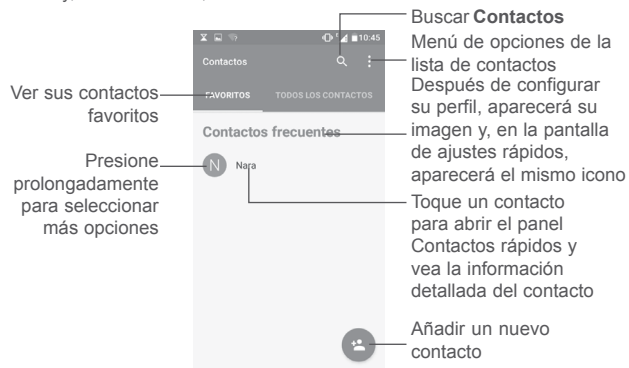 Buscar Contactos
Menú de opciones de la
lista de contactos
Después de configurar
su perfil, aparecerá su
imagen y, en la pantalla
de ajustes rápidos,
aparecerá el mismo icono
Toque un contacto
para abrir el panel
Contactos rápidos y
vea la información
detallada del contacto
Añadir un nuevo
contacto
Ver sus contactos
favoritos
Presione
prolongadamente
para seleccionar
más opciones
10:45
Contactos
FAVORITOS TODOS LOS CONTACTOS
Contactos frecuentes
N Nara